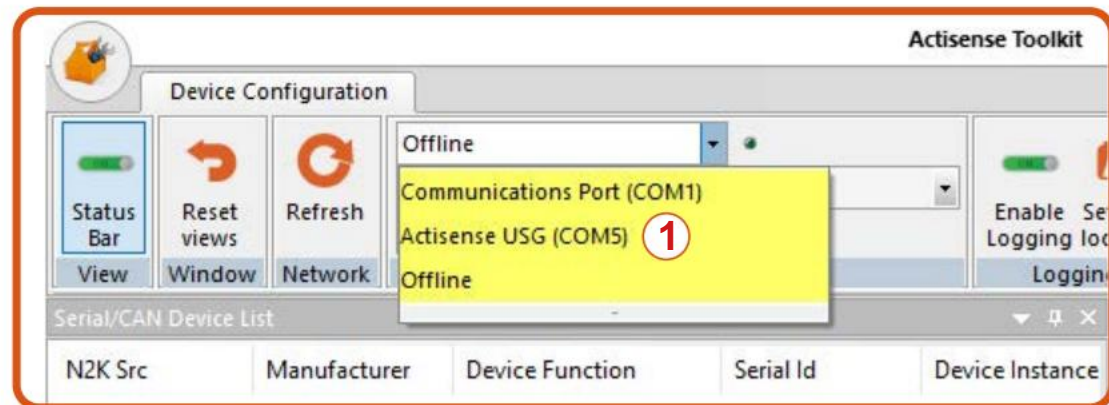 Actisense Toolkit
Device Configuration
Offline
Communications Port (COM1)
Actisense USG (COM5) 1
Offline
Status Bar
Reset views
Refresh
Enable Logging
View
Window
Network
Serial/CAN Device List
N2K Src
Manufacturer
Device Function
Serial Id
Device Instance